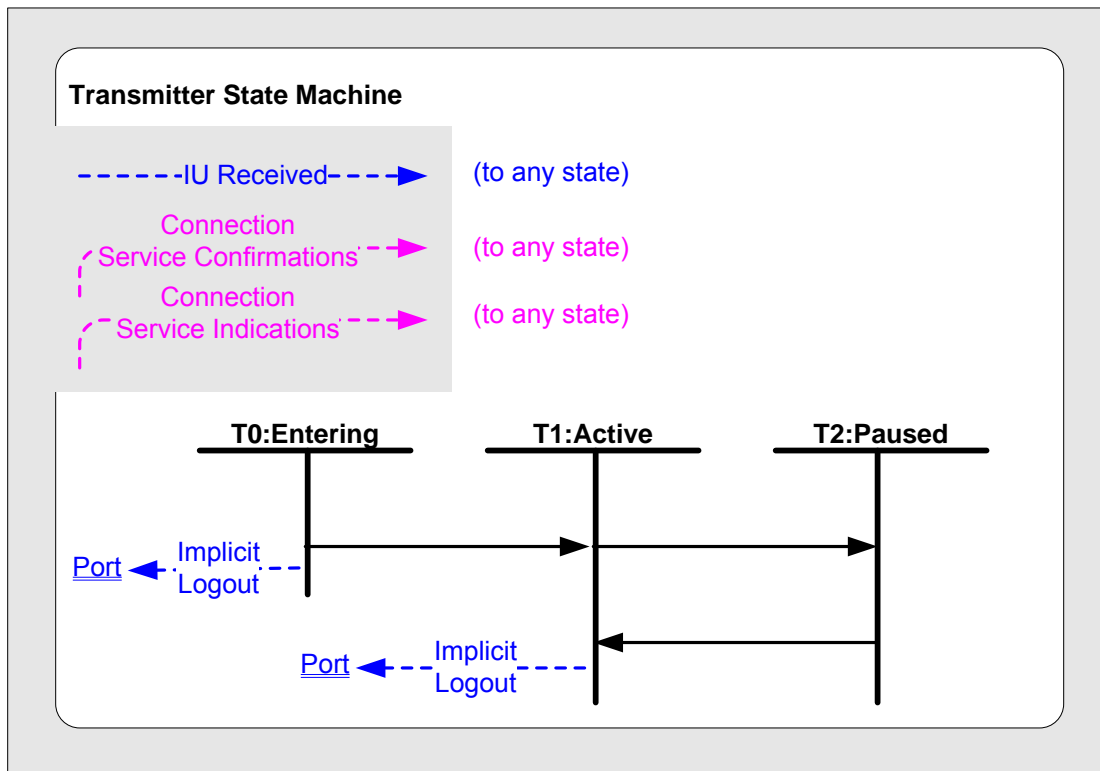 Transmitter State Machine
IU Received
(to any state)
Connection
Service Confirmations
(to any state)
Connection
Service Indications
(to any state)
T0:Entering
T1:Active
T2:Paused
Port
Implicit
Logout
Port
Implicit
Logout